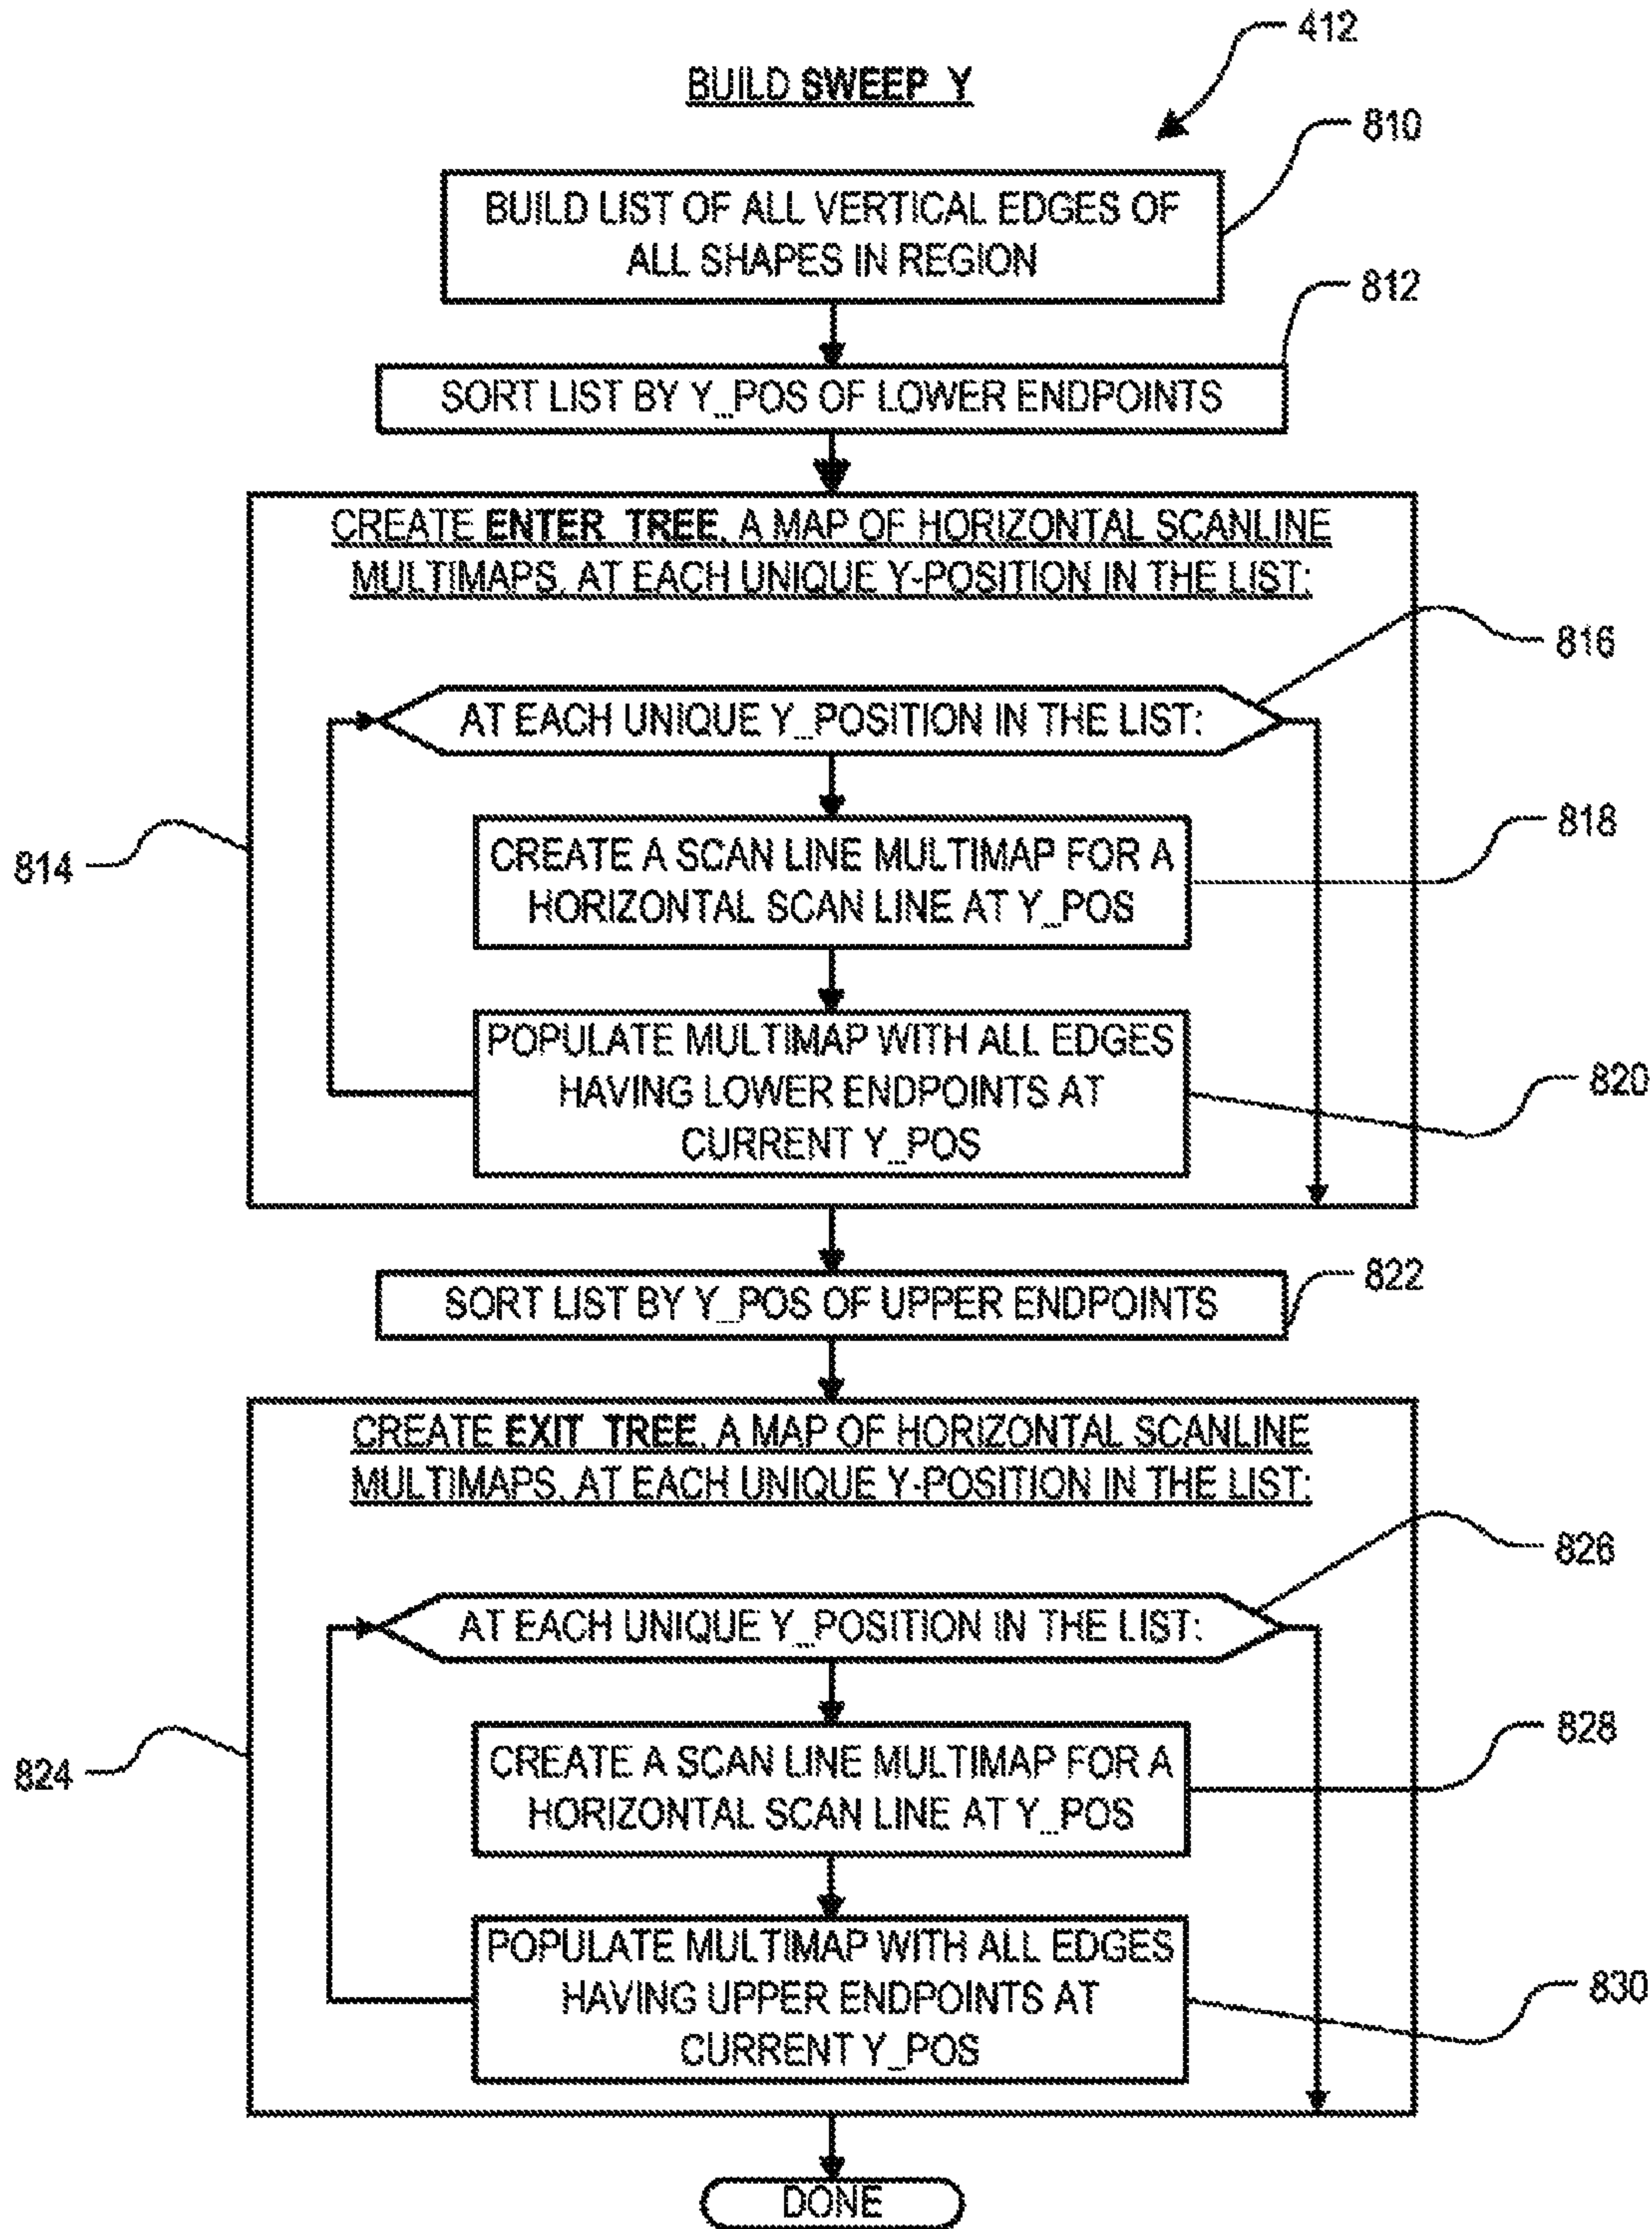 412
BUILD SWEEP_Y
810
BUILD LIST OF ALL VERTICAL EDGES OF
ALL SHAPES IN REGION
812
SORT LIST BY Y_POS OF LOWER ENDPOINTS
CREATE ENTER_TREE, A MAP OF HORIZONTAL SCANLINE
MULTIMAPS, AT EACH UNIQUE Y-POSITION IN THE LIST:
816
AT EACH UNIQUE Y_POSITION IN THE LIST:
818
CREATE A SCAN LINE MULTIMAP FOR A
HORIZONTAL SCAN LINE AT Y_POS
814
POPULATE MULTIMAP WITH ALL EDGES
HAVING LOWER ENDPOINTS AT
CURRENT Y_POS
820
822
SORT LIST BY Y_POS OF UPPER ENDPOINTS
CREATE EXIT_TREE, A MAP OF HORIZONTAL SCANLINE
MULTIMAPS, AT EACH UNIQUE Y-POSITION IN THE LIST:
826
AT EACH UNIQUE Y_POSITION IN THE LIST:
828
CREATE A SCAN LINE MULTIMAP FOR A
HORIZONTAL SCAN LINE AT Y_POS
824
POPULATE MULTIMAP WITH ALL EDGES
HAVING UPPER ENDPOINTS AT
CURRENT Y_POS
830
DONE